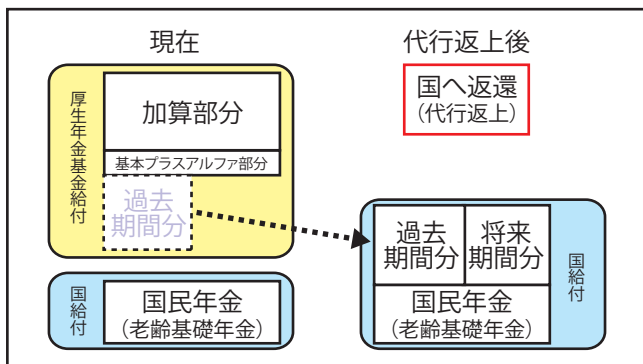 現在
厚生年金基金給付
加算部分
基本プラスアルファ部分
過去
期間分
国給付
国民年金
(老齢基礎年金)
代行返上後
国へ返還
(代行返上)
過去
期間分
将来
期間分
国民年金
(老齢基礎年金)
国給付